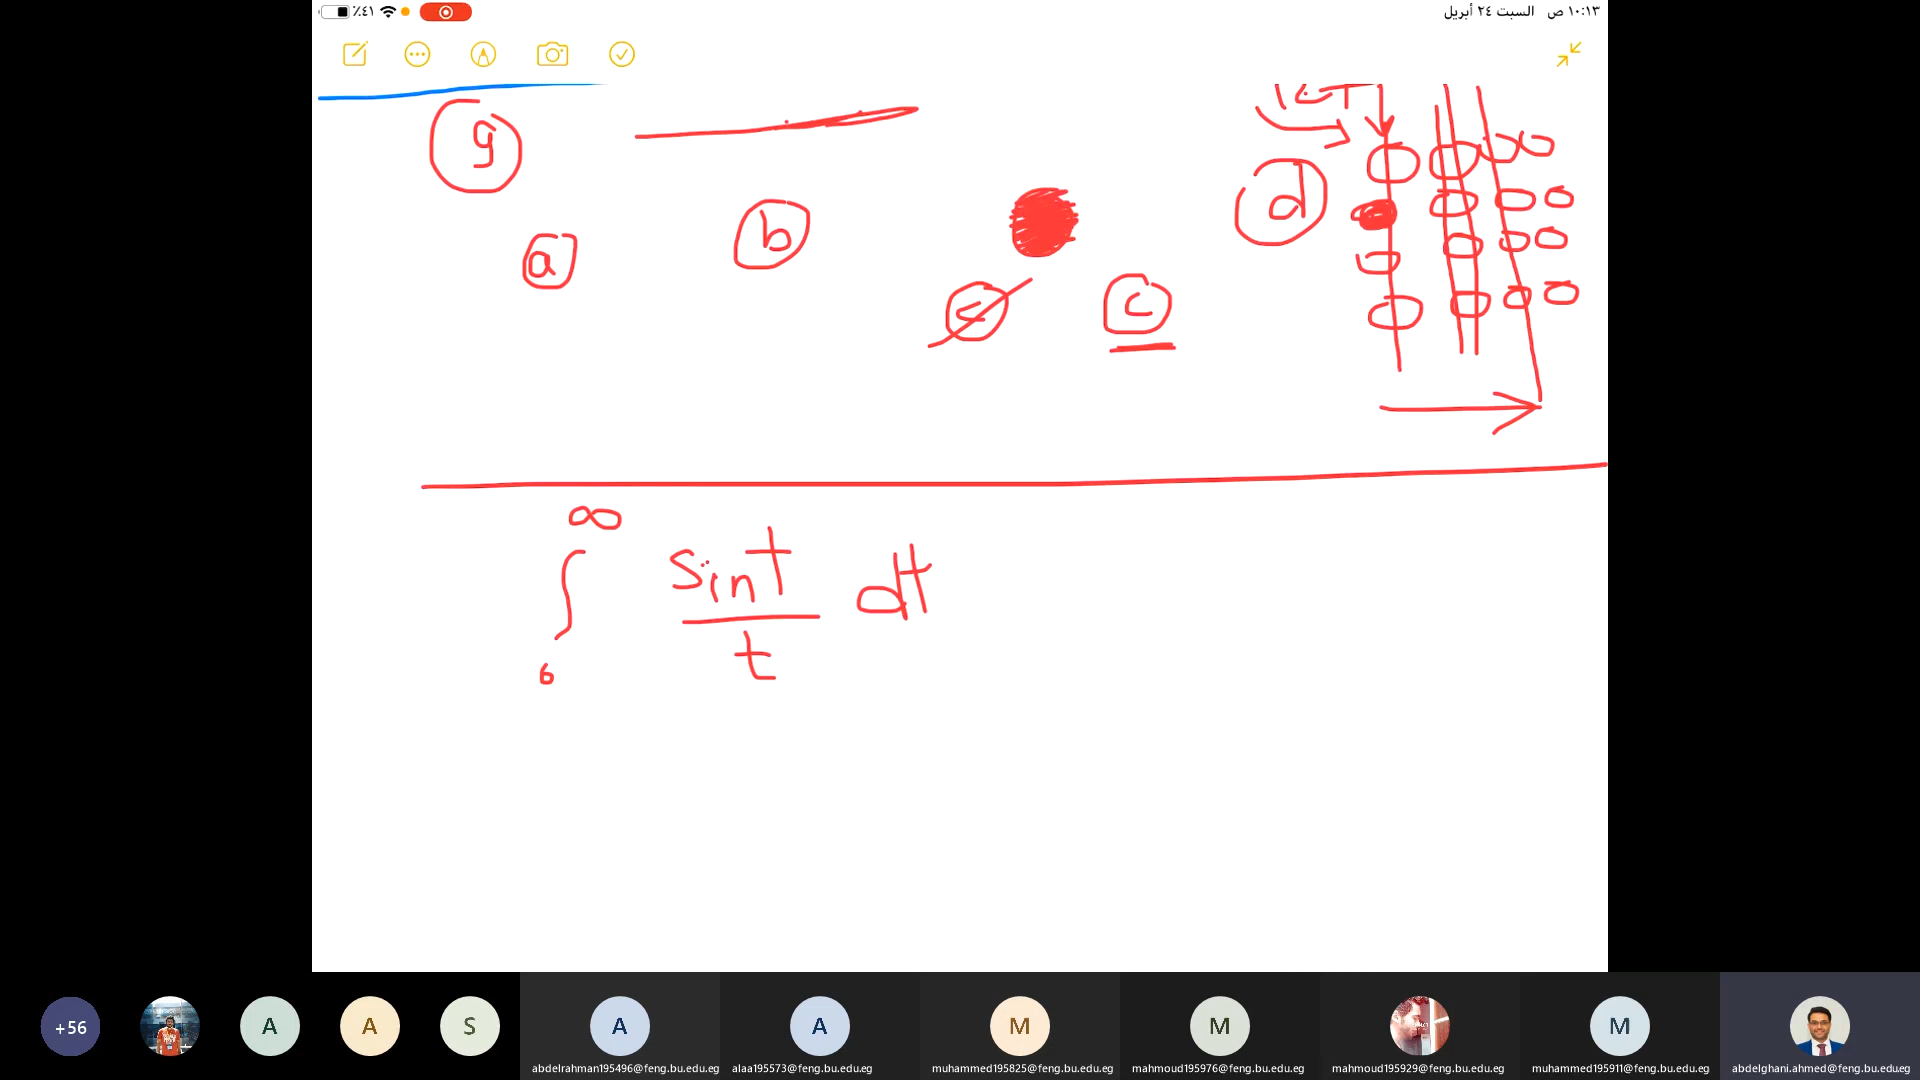 ٪٤١
١٠:١٣ ص السبت ٢٤ أبريل
g
a
b
c
c
d
∞
∫ sin t dt
t
+56
A
A
S
A
A
M
M
M
abdelrahman195496@feng.bu.edu.eg
alaa195573@feng.bu.edu.eg
muhammed195825@feng.bu.edu.eg
mahmoud195976@feng.bu.edu.eg
mahmoud195929@feng.bu.edu.eg
muhammed195911@feng.bu.edu.eg
abdelghani.ahmed@feng.bu.edu.eg